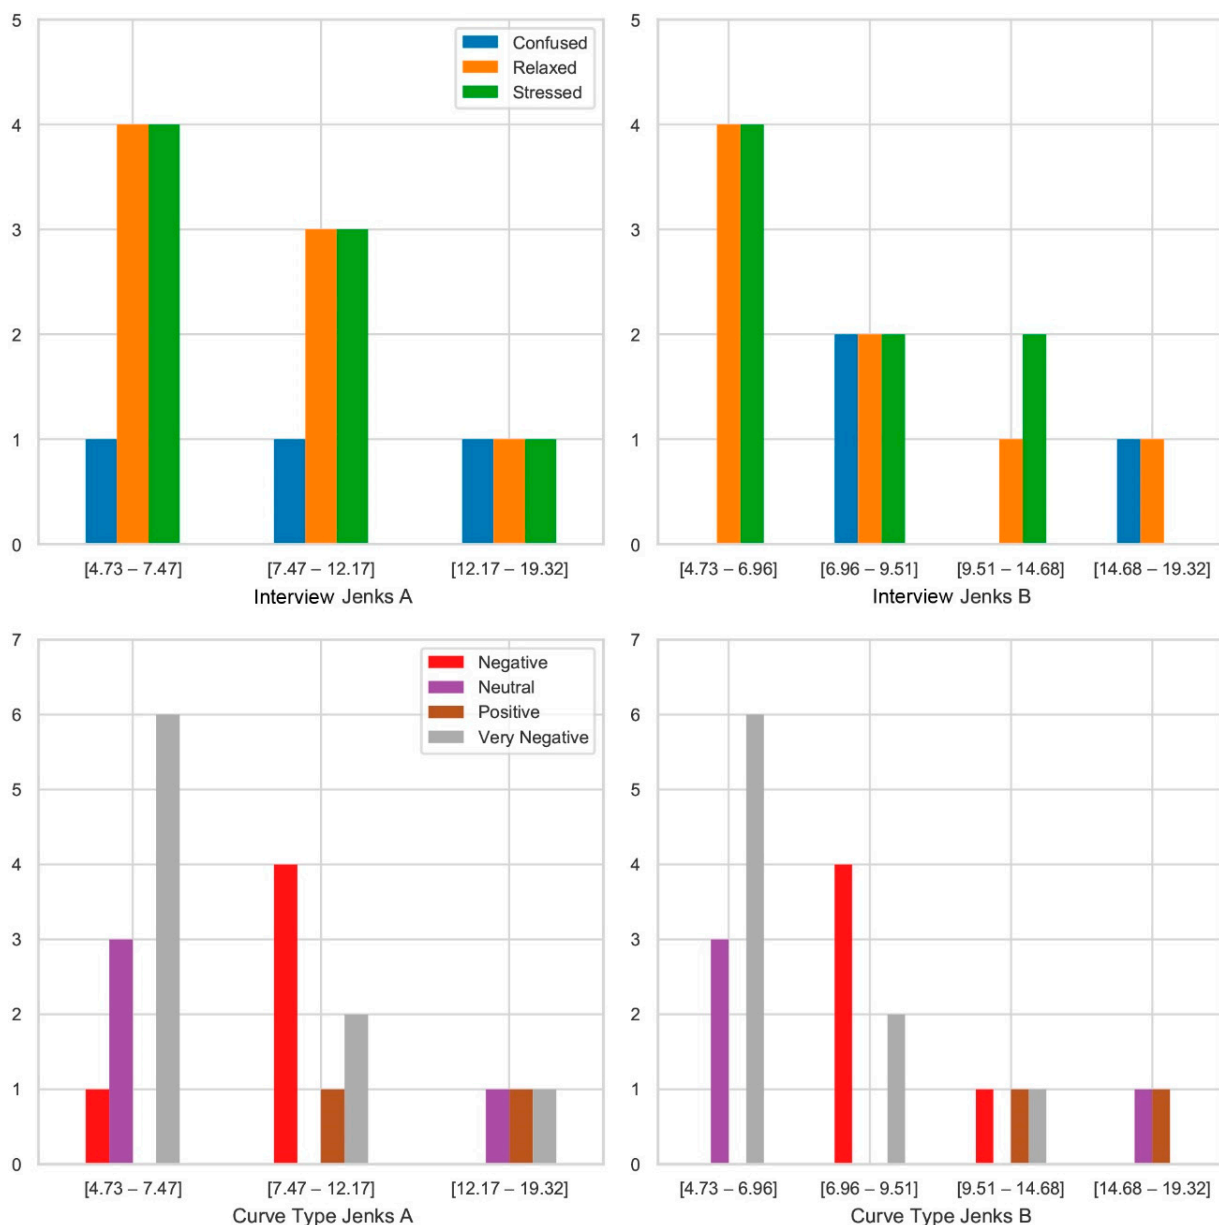 5
4
3
2
1
0
Confused
Relaxed
Stressed
[4.73 – 7.47]
[7.47 – 12.17]
[12.17 – 19.32]
Interview Jenks A
5
4
3
2
1
0
[4.73 – 6.96]
[6.96 – 9.51]
[9.51 – 14.68]
[14.68 – 19.32]
Interview Jenks B
7
6
5
4
3
2
1
0
Negative
Neutral
Positive
Very Negative
[4.73 – 7.47]
[7.47 – 12.17]
[12.17 – 19.32]
Curve Type Jenks A
7
6
5
4
3
2
1
0
[4.73 – 6.96]
[6.96 – 9.51]
[9.51 – 14.68]
[14.68 – 19.32]
Curve Type Jenks B